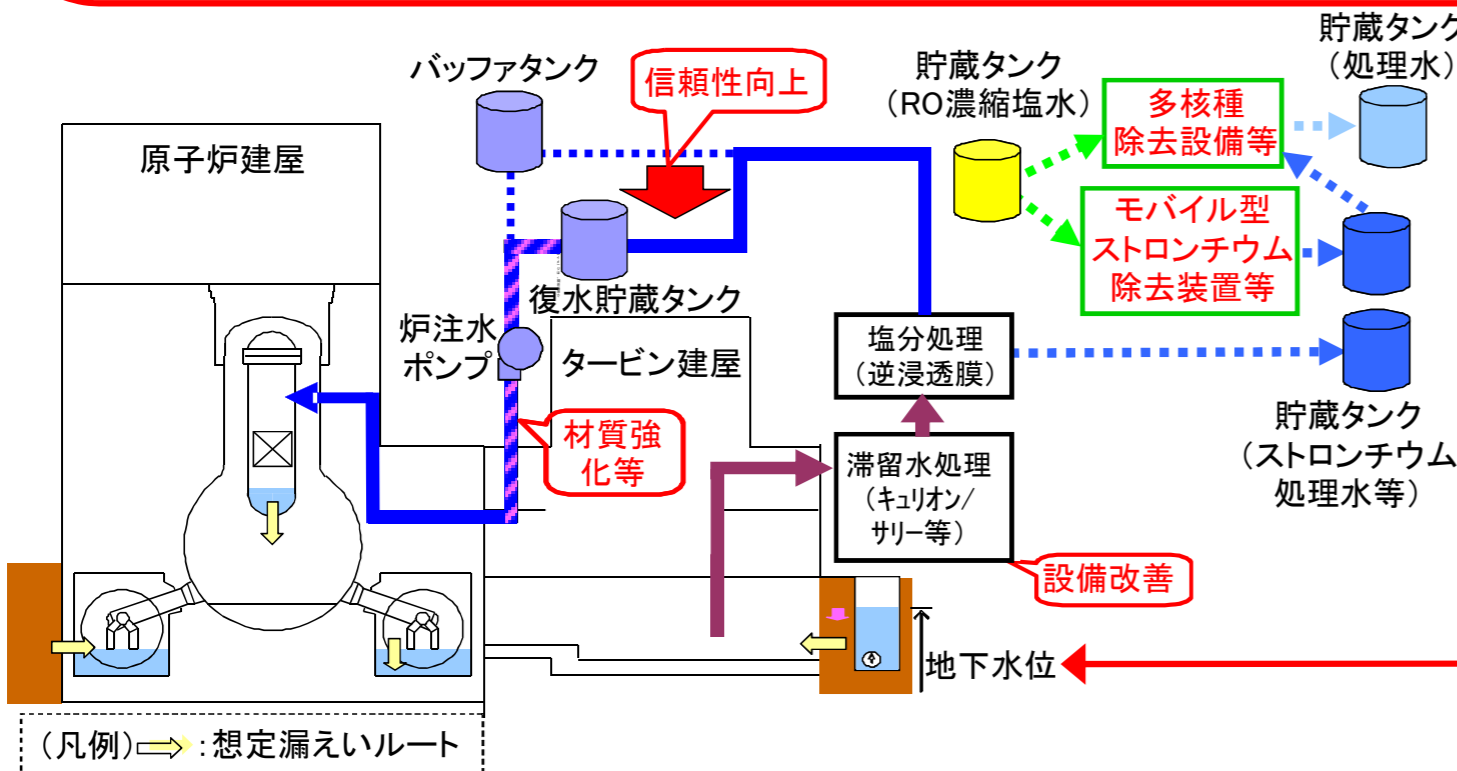 貯蔵タンク
（処理水）
バッファタンク
信頼性向上
貯蔵タンク
（RO濃縮塩水）
多核種
除去設備等
原子炉建屋
モバイル型
ストロンチウム
除去装置等
復水貯蔵タンク
炉注水
ポンプ
タービン建屋
塩分処理
（逆浸透膜）
材質強
化等
貯蔵タンク
（ストロンチウム
処理水等）
滞留水処理
（キュリオン/
サリー等）
設備改善
地下水位
（凡例）：想定漏えいルート